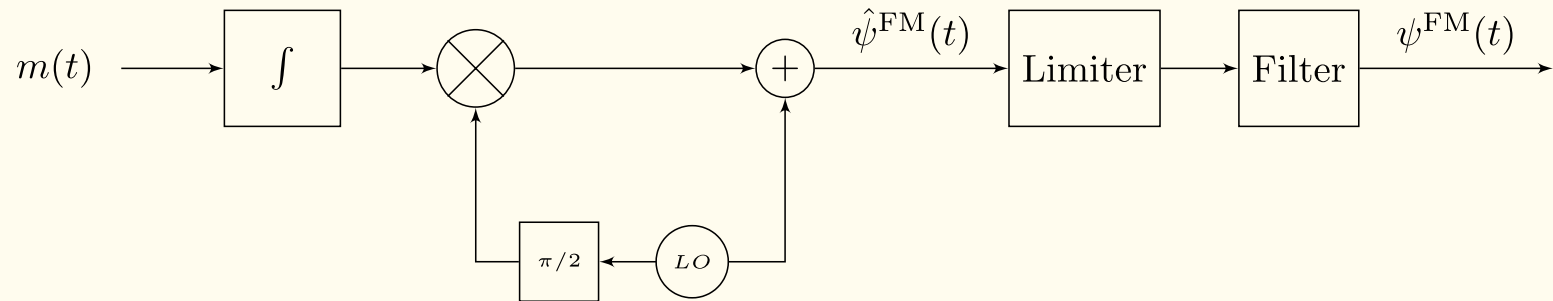 m(t)
∫
+
ψ̂^FM(t)
Limiter
Filter
ψ^FM(t)
π/2
LO